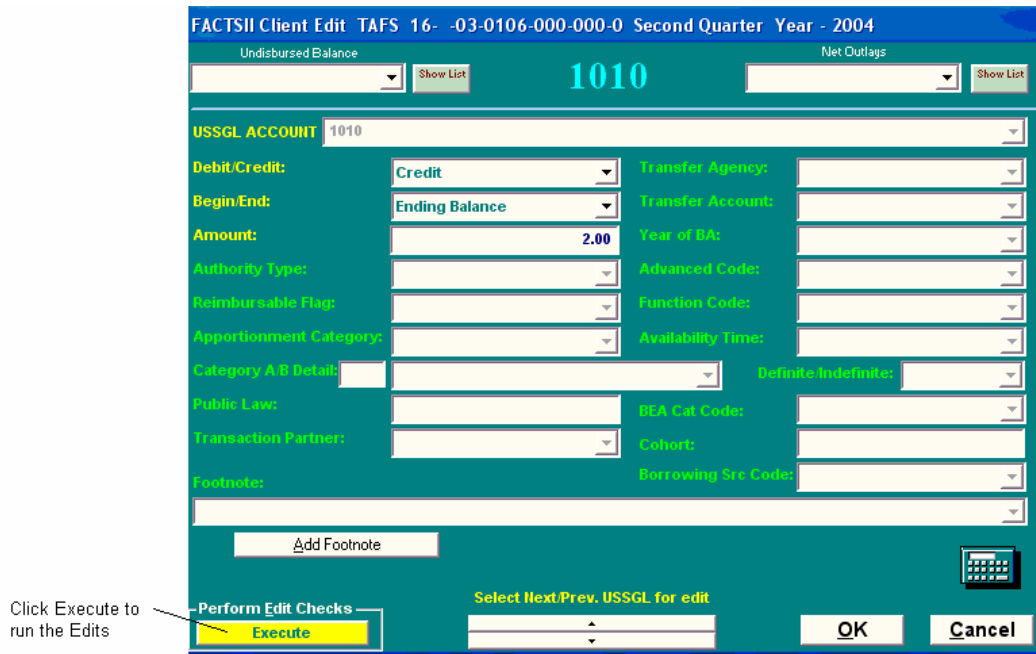 FACTSII Client Edit TAFS 16- -03-0106-000-000-0 Second Quarter Year - 2004
Undisbursed Balance
Net Outlays
Show List
1010
Show List
USSGL ACCOUNT 1010
Debit/Credit: Credit
Transfer Agency:
Begin/End: Ending Balance
Transfer Account:
Amount: 2.00
Year of BA:
Authority Type:
Advanced Code:
Reimbursable Flag:
Function Code:
Apportionment Category:
Availability Time:
Category A/B Detail:
Definite/Indefinite:
Public Law:
BEA Cat Code:
Transaction Partner:
Cohort:
Borrowing Src Code:
Footnote:
Add Footnote
Select Next/Prev. USSGL for edit
Click Execute to
run the Edits
Perform Edit Checks
Execute
OK
Cancel